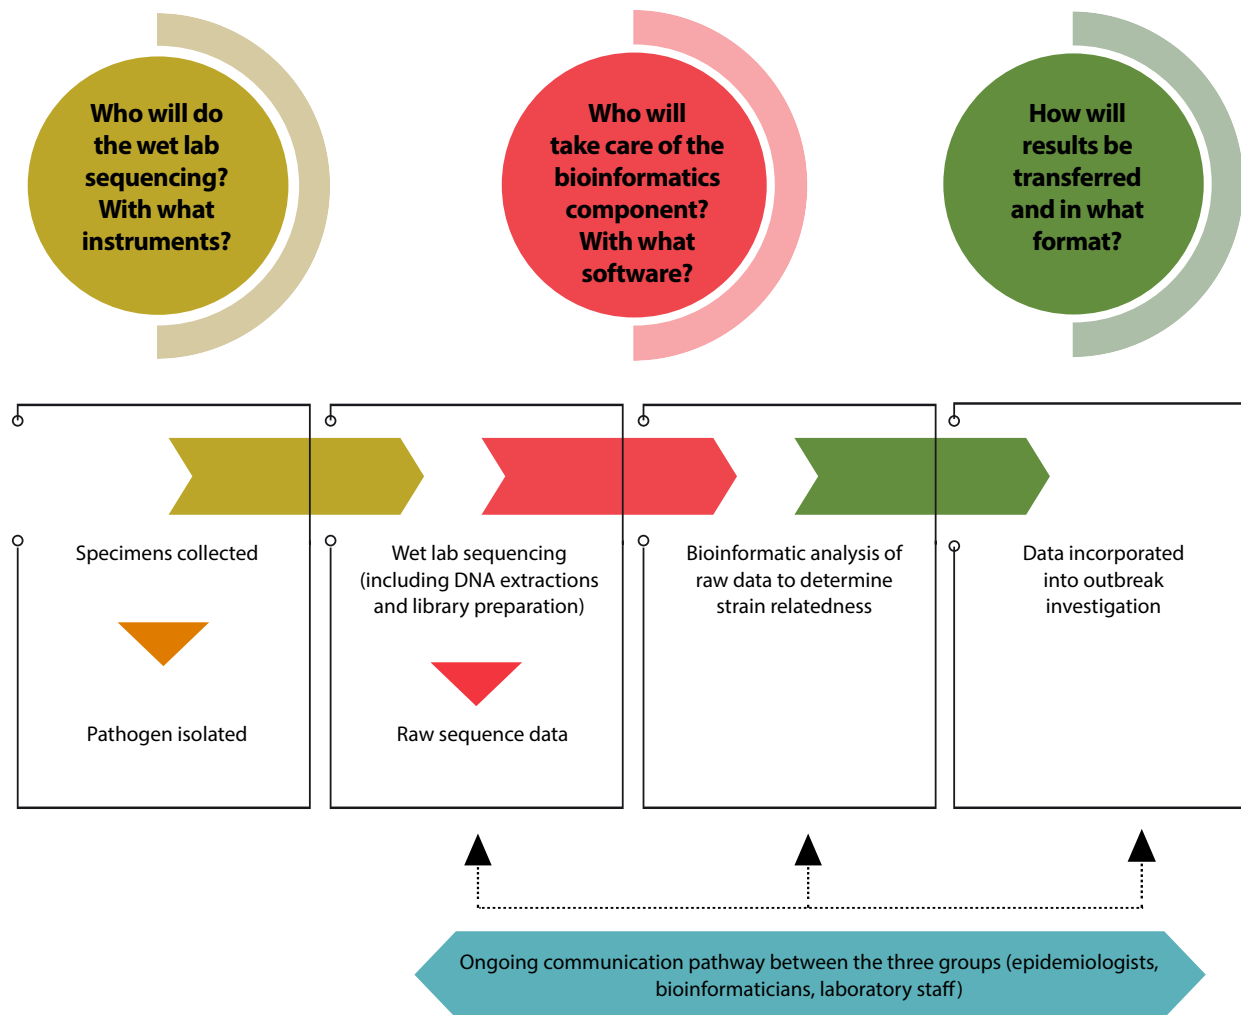 Who will do
the wet lab
sequencing?
With what
instruments?
Who will
take care of the
bioinformatics
component?
With what
software?
How will
results be
transferred
and in what
format?
Specimens collected
Pathogen isolated
Wet lab sequencing
(including DNA extractions
and library preparation)
Raw sequence data
Bioinformatic analysis of
raw data to determine
strain relatedness
Data incorporated
into outbreak
investigation
Ongoing communication pathway between the three groups (epidemiologists,
bioinformaticians, laboratory staff)